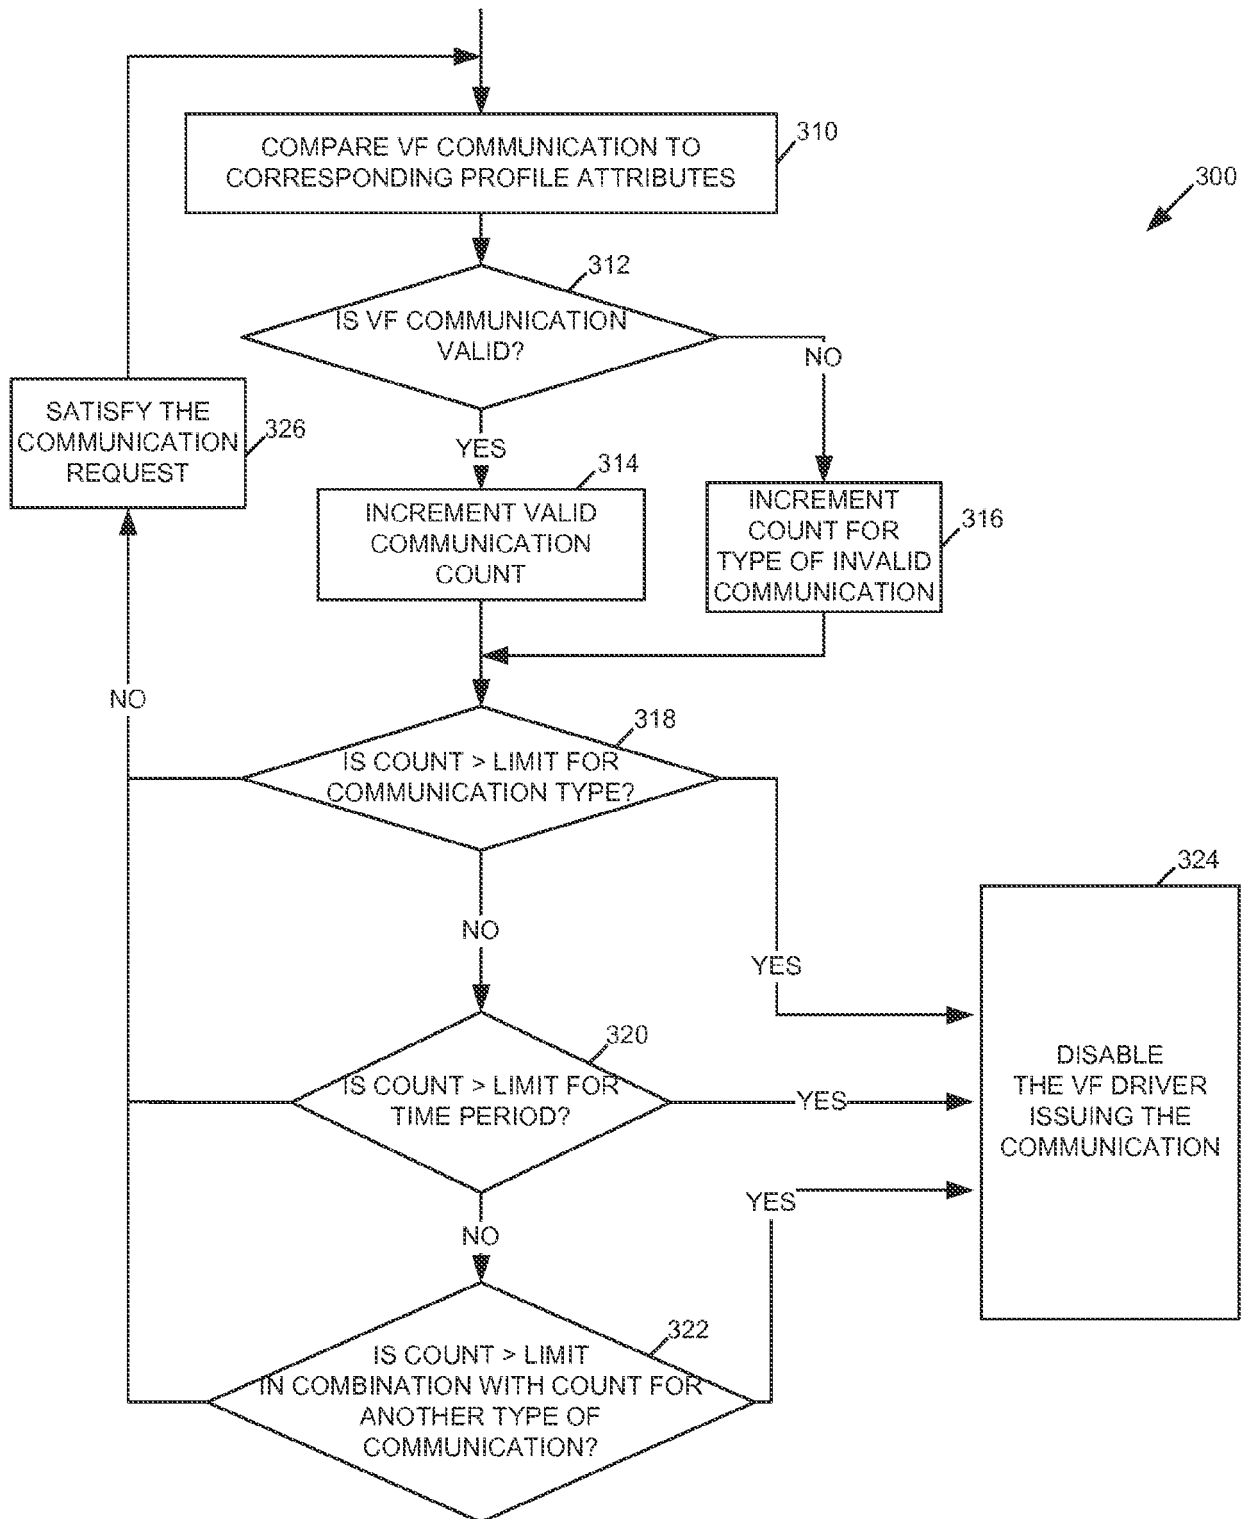 310
COMPARE VF COMMUNICATION TO
CORRESPONDING PROFILE ATTRIBUTES
300
312
IS VF COMMUNICATION
VALID?
NO
SATISFY THE
COMMUNICATION
REQUEST
326
YES
314
INCREMENT VALID
COMMUNICATION
COUNT
INCREMENT
COUNT FOR
TYPE OF INVALID
COMMUNICATION
316
NO
318
IS COUNT > LIMIT FOR
COMMUNICATION TYPE?
324
NO
YES
320
IS COUNT > LIMIT FOR
TIME PERIOD?
YES
DISABLE
THE VF DRIVER
ISSUING THE
COMMUNICATION
YES
NO
322
IS COUNT > LIMIT
IN COMBINATION WITH COUNT FOR
ANOTHER TYPE OF
COMMUNICATION?